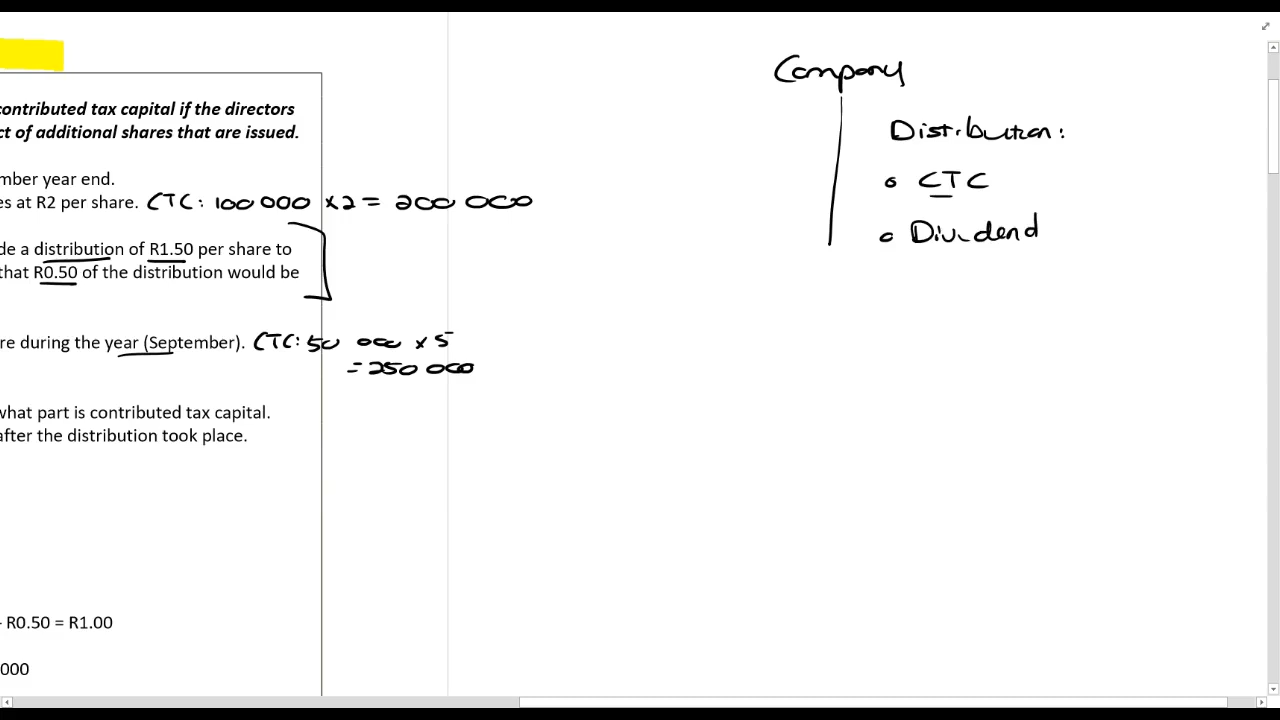 contributed tax capital if the directors
ct of additional shares that are issued.
mber year end.
es at R2 per share. CTC: 100 000 x2 = 200 000
de a distribution of R1.50 per share to
that R0.50 of the distribution would be
re during the year (September). CTC: 50 000 x 5
= 250 000
what part is contributed tax capital.
after the distribution took place.
- R0.50 = R1.00
000
Company
Distribution:
• CTC
• Dividend